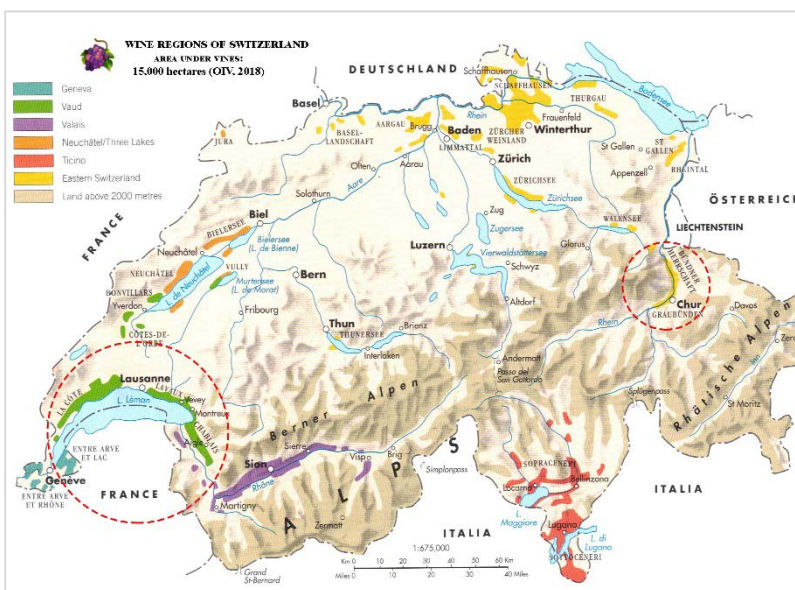 WINE REGIONS OF SWITZERLAND
AREA UNDER VINES:
15,000 hectares (OIV, 2018)
Geneva
Vaud
Valais
Neuchâtel/Three Lakes
Ticino
Eastern Switzerland
Land above 2000 metres
DEUTSCHLAND
Schaffhausen
SCHAFFHAUSEN
Basel
Rhein
THURGAU
Bodensee
JURA
BASEL-
LANDSCHAFT
AARGAU
Brugg
Baden
LIMMATTAL
ZÜRCHER
WEINLAND
Frauenfeld
Winterthur
St Gallen
ST
GALLEN
RHEINTAL
Olten
Aarau
Zürich
Appenzell
Solothurn
Aare
ZÜRICHSEE
Zürichsee
ÖSTERREICH
FRANCE
Biel
BIELERSEE
Bielersee
(L. de Bienne)
Zug
Zugersee
WALENSEE
LIECHTENSTEIN
Neuchâtel
NEUCHÂTEL
L. de Neuchâtel
VULLY
Murtensee
(L. de Morat)
Bern
Luzern
Vierwaldstättersee
Schwyz
Glarus
BÜNDNER
HERRSCHAFT
BONVILLARS
Yverdon
Fribourg
Altdorf
Chur
GRAUBÜNDEN
Davos
CÔTES-DE-
L'ORBE
Thun
THUNERSEE
Brienz
Interlaken
Rhein
Andermatt
Passo del
San Gottardo
Rhätische Alpen
Inn
Zern
Lausanne
LAVAUX
Vevey
Montreux
LA CÔTE
L. Léman
CHABLAIS
Aigle
Berner Alpen
Splügenpass
St Moritz
ENTRE ARVE
ET LAC
Genève
ENTRE ARVE
ET RHÔNE
FRANCE
Sierre
Sion
Visp
Brig
Rhône
Simplonpass
Martigny
ALPS
Zermatt
Grand
St-Bernard
SOPRACENERI
Locarno
Bellinzona
L.
Maggiore
Lugano
L. di
Lugano
SOTTOCENERI
ITALIA
ITALIA
1:675,000
Km 0 10 20 30 40 50 60 Km
Miles 0 10 20 30 40 Miles